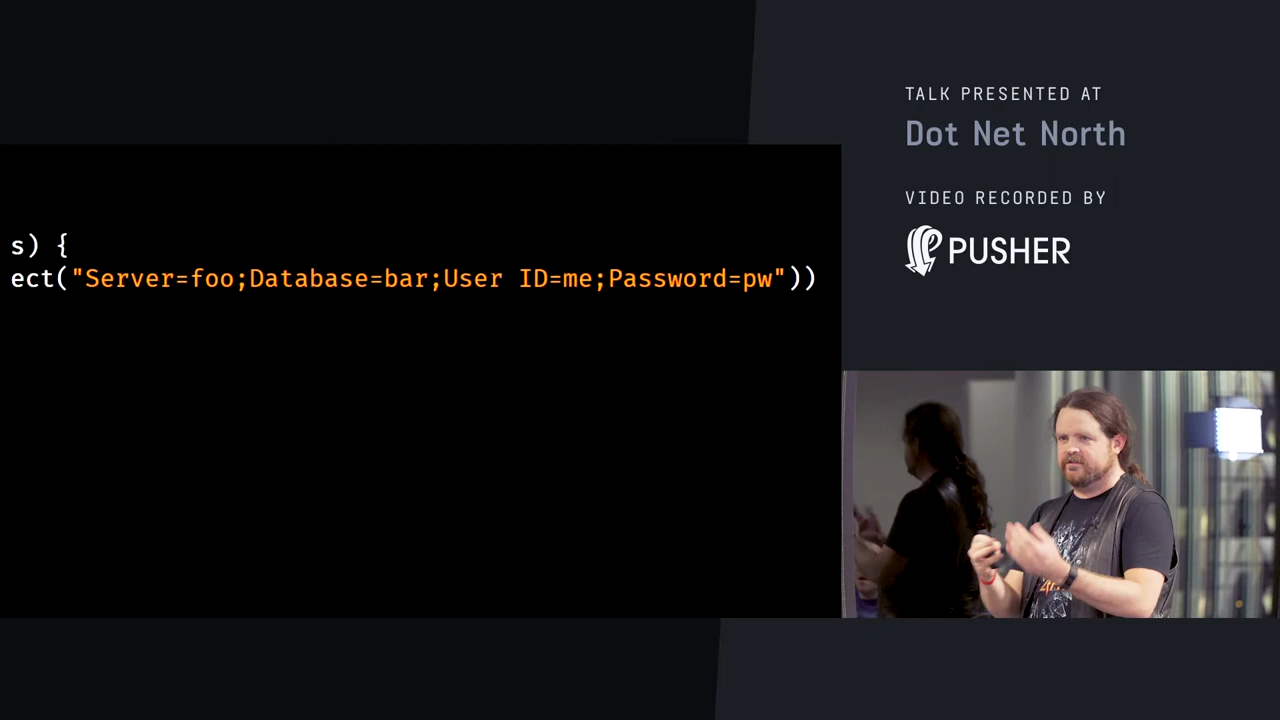 TALK PRESENTED AT
Dot Net North
VIDEO RECORDED BY
PUSHER
s) {
ect("Server=foo;Database=bar;User ID=me;Password=pw"))